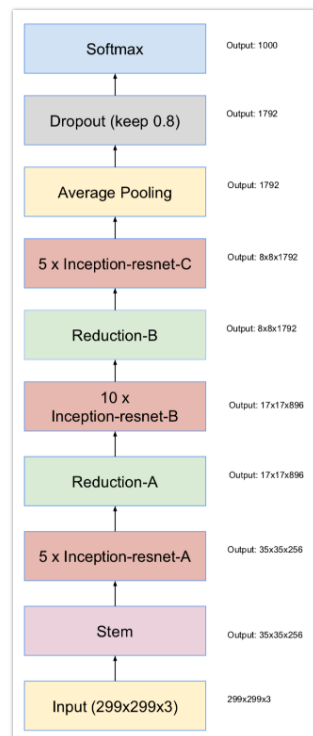 Softmax
Output: 1000
Dropout (keep 0.8)
Output: 1792
Average Pooling
Output: 1792
5 x Inception-resnet-C
Output: 8x8x1792
Reduction-B
Output: 8x8x1792
10 x
Inception-resnet-B
Output: 17x17x896
Reduction-A
Output: 17x17x896
5 x Inception-resnet-A
Output: 35x35x256
Stem
Output: 35x35x256
Input (299x299x3)
299x299x3